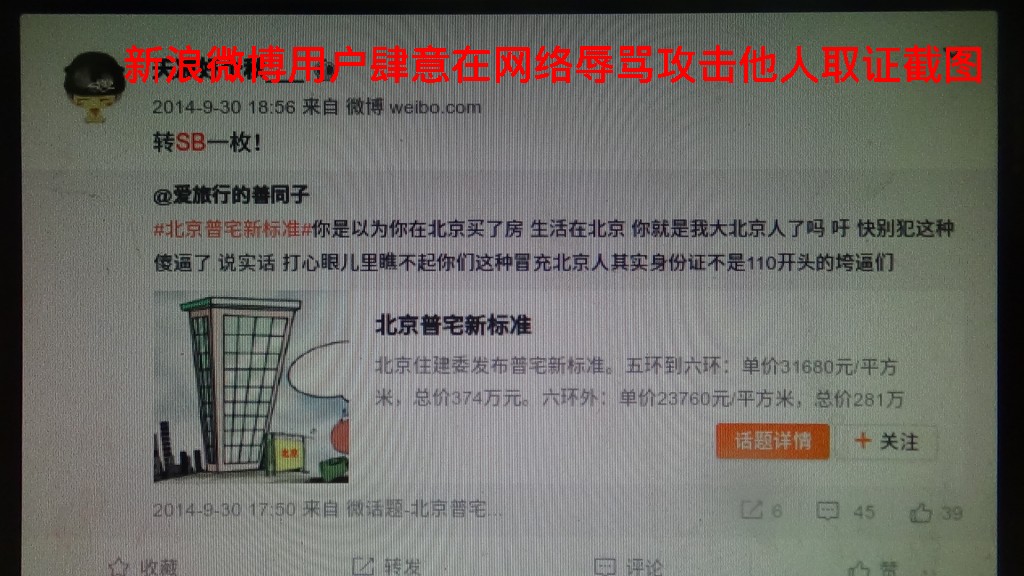 新浪微博用户肆意在网络辱骂攻击他人取证截图
2014-9-30 18:56 来自 微博 weibo.com
转SB一枚！
@爱旅行的善同子
#北京普宅新标准#你是以为你在北京买了房 生活在北京 你就是我大北京人了吗 吁 快别犯这种
傻逼了 说实话 打心眼儿里瞧不起你们这种冒充北京人其实身份证不是110开头的垮逼们
北京普宅新标准
北京住建委发布普宅新标准。五环到六环：单价31680元/平方
米，总价374万元。六环外：单价23760元/平方米，总价281万
北京
话题详情
+ 关注
2014-9-30 17:50 来自 微话题-北京普宅...
6 45 39
收藏 转发 评论 赞